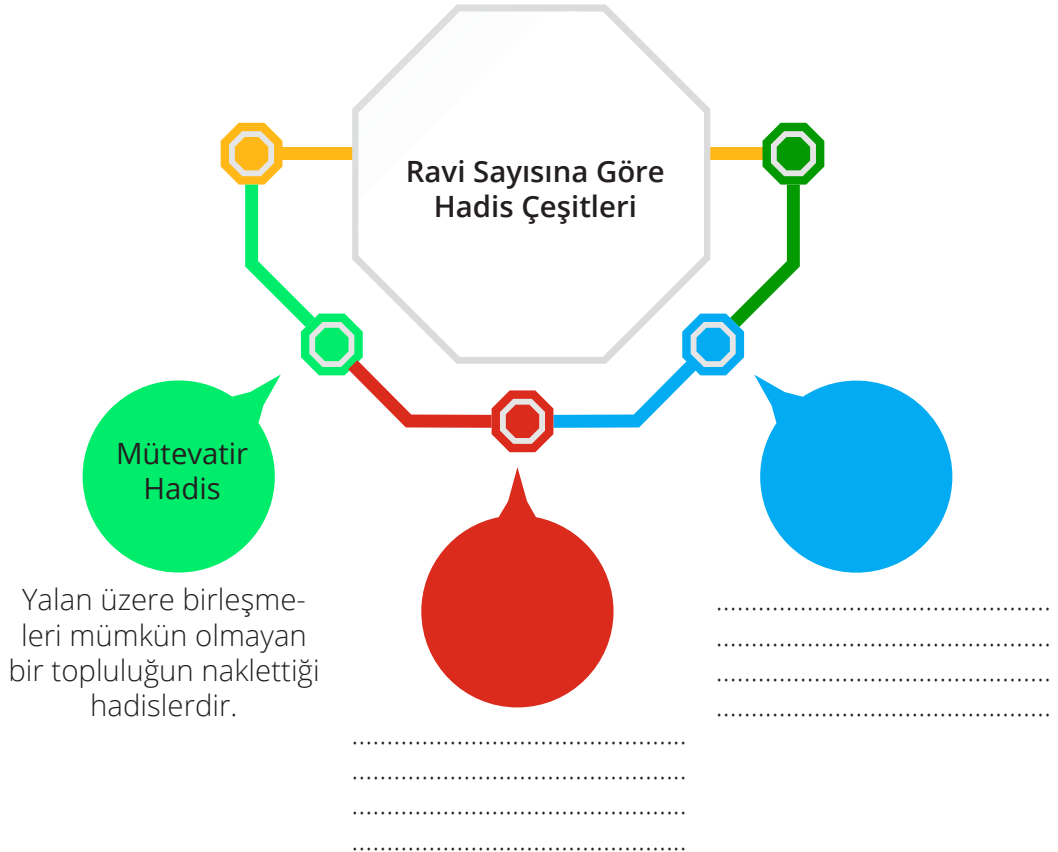 Ravi Sayısına Göre
Hadis Çeşitleri
Mütevatir
Hadis
Yalan üzere birleşme-
leri mümkün olmayan
bir topluluğun naklettiği
hadislerdir.